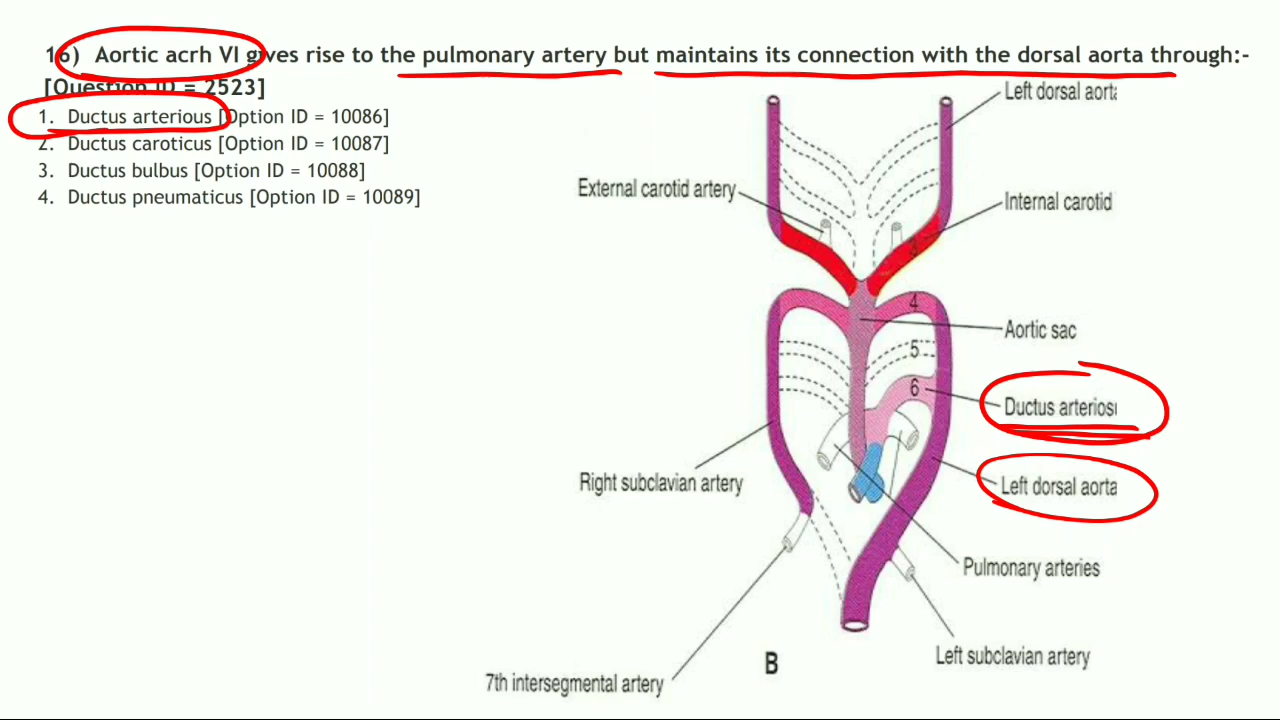 16) Aortic acrh VI gives rise to the pulmonary artery but maintains its connection with the dorsal aorta through:-
[Question ID = 2523]
1. Ductus arterious [Option ID = 10086]
2. Ductus caroticus [Option ID = 10087]
3. Ductus bulbus [Option ID = 10088]
4. Ductus pneumaticus [Option ID = 10089]
Left dorsal aorta
External carotid artery
Internal carotid
3
4
Aortic sac
5
6
Ductus arterios
Right subclavian artery
Left dorsal aorta
Pulmonary arteries
Left subclavian artery
B
7th intersegmental artery